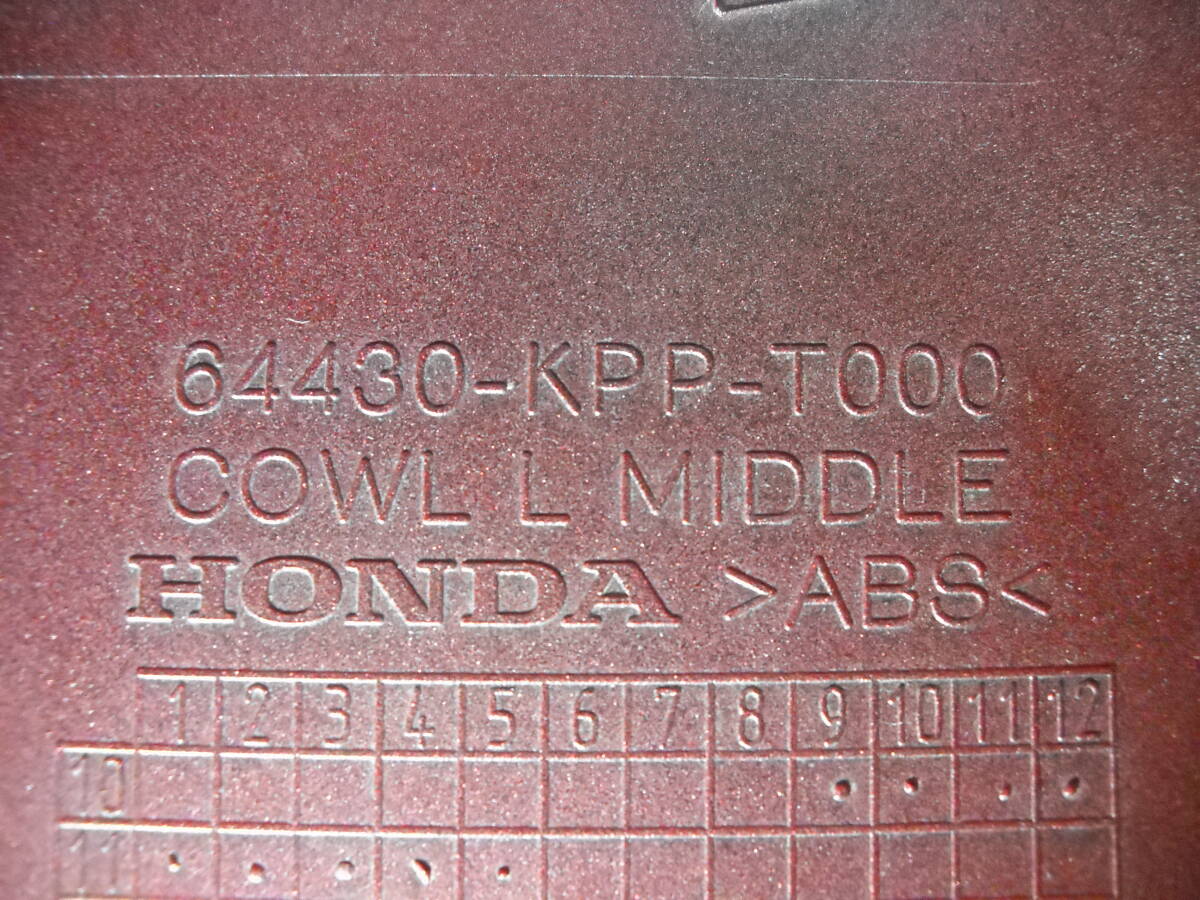 64430-KPP-T000
COWL L MIDDLE
HONDA >ABS<
1 2 3 4 5 6 7 8 9 10 11 12
10
11